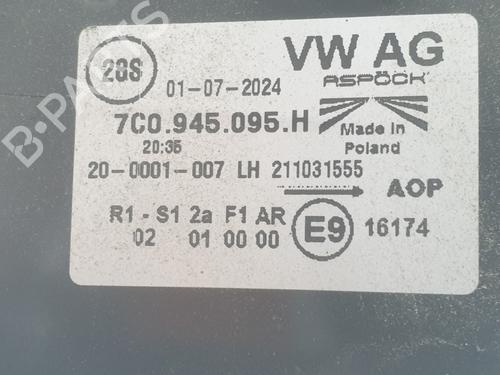 28S
VW AG
ASPÖCK
01-07-2024
7C0.945.095.H
Made in
Poland
20:35
20-0001-007 LH 211031555
AOP
R1 - S1 2a F1 AR
02 01 00 00
E9
16174
B-PARTS